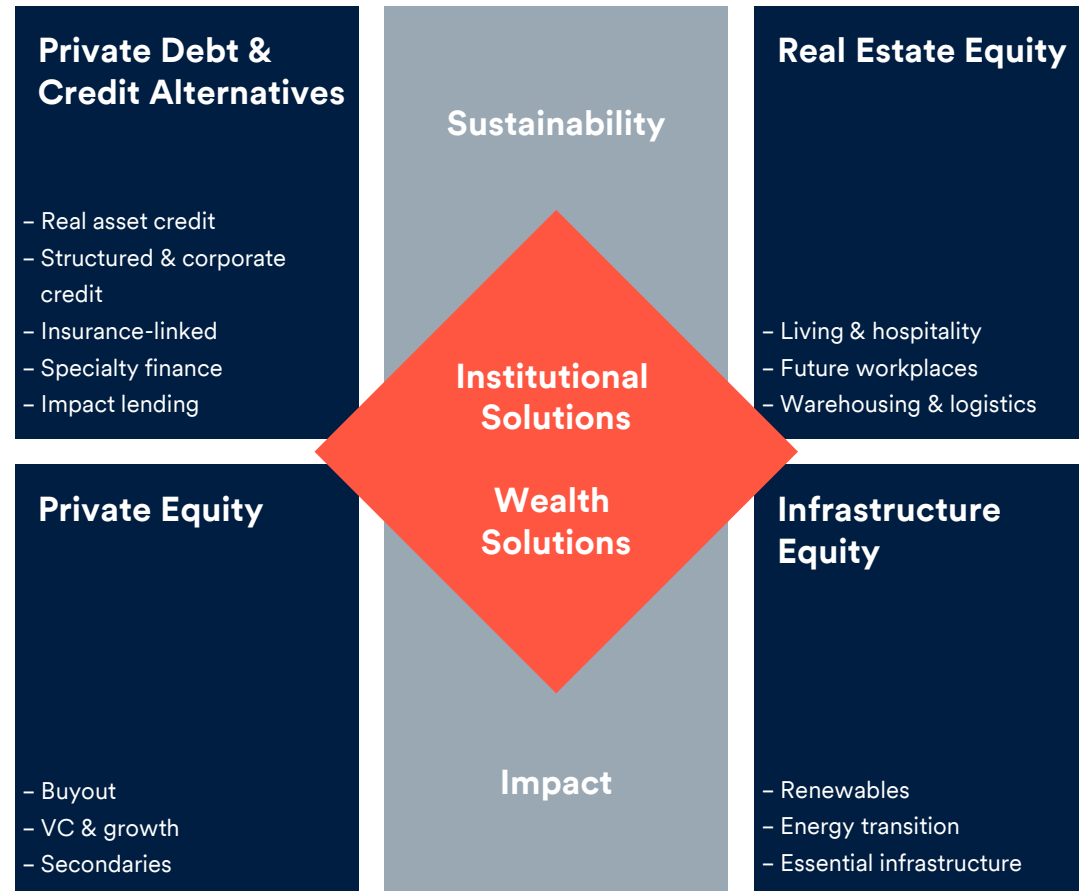 Private Debt &
Credit Alternatives
– Real asset credit
– Structured & corporate
credit
– Insurance-linked
– Specialty finance
– Impact lending
Sustainability
Real Estate Equity
– Living & hospitality
– Future workplaces
– Warehousing & logistics
Institutional
Solutions
Wealth
Solutions
Private Equity
– Buyout
– VC & growth
– Secondaries
Impact
Infrastructure
Equity
– Renewables
– Energy transition
– Essential infrastructure